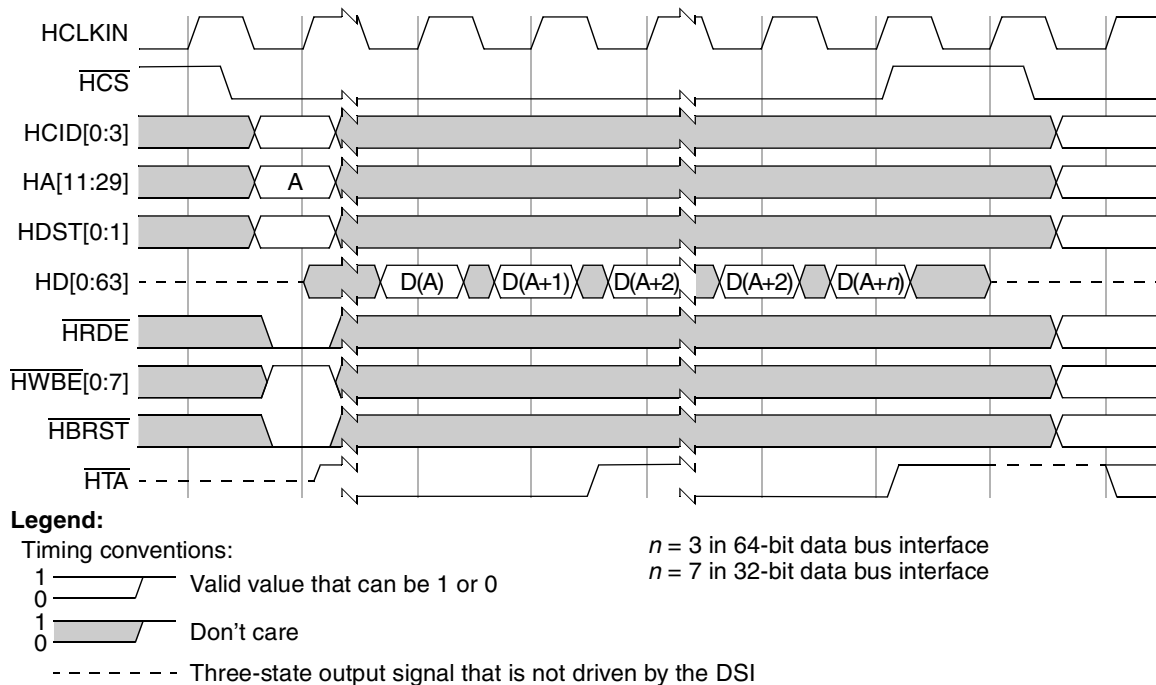 HCLKIN
HCS
HCID[0:3]
HA[11:29] A
HDST[0:1]
HD[0:63] D(A) D(A+1) D(A+2) D(A+2) D(A+n)
HRDE
HWBE[0:7]
HBRST
HTA
Legend:
Timing conventions:
n = 3 in 64-bit data bus interface
n = 7 in 32-bit data bus interface
1
0 Valid value that can be 1 or 0
1
0 Don't care
Three-state output signal that is not driven by the DSI